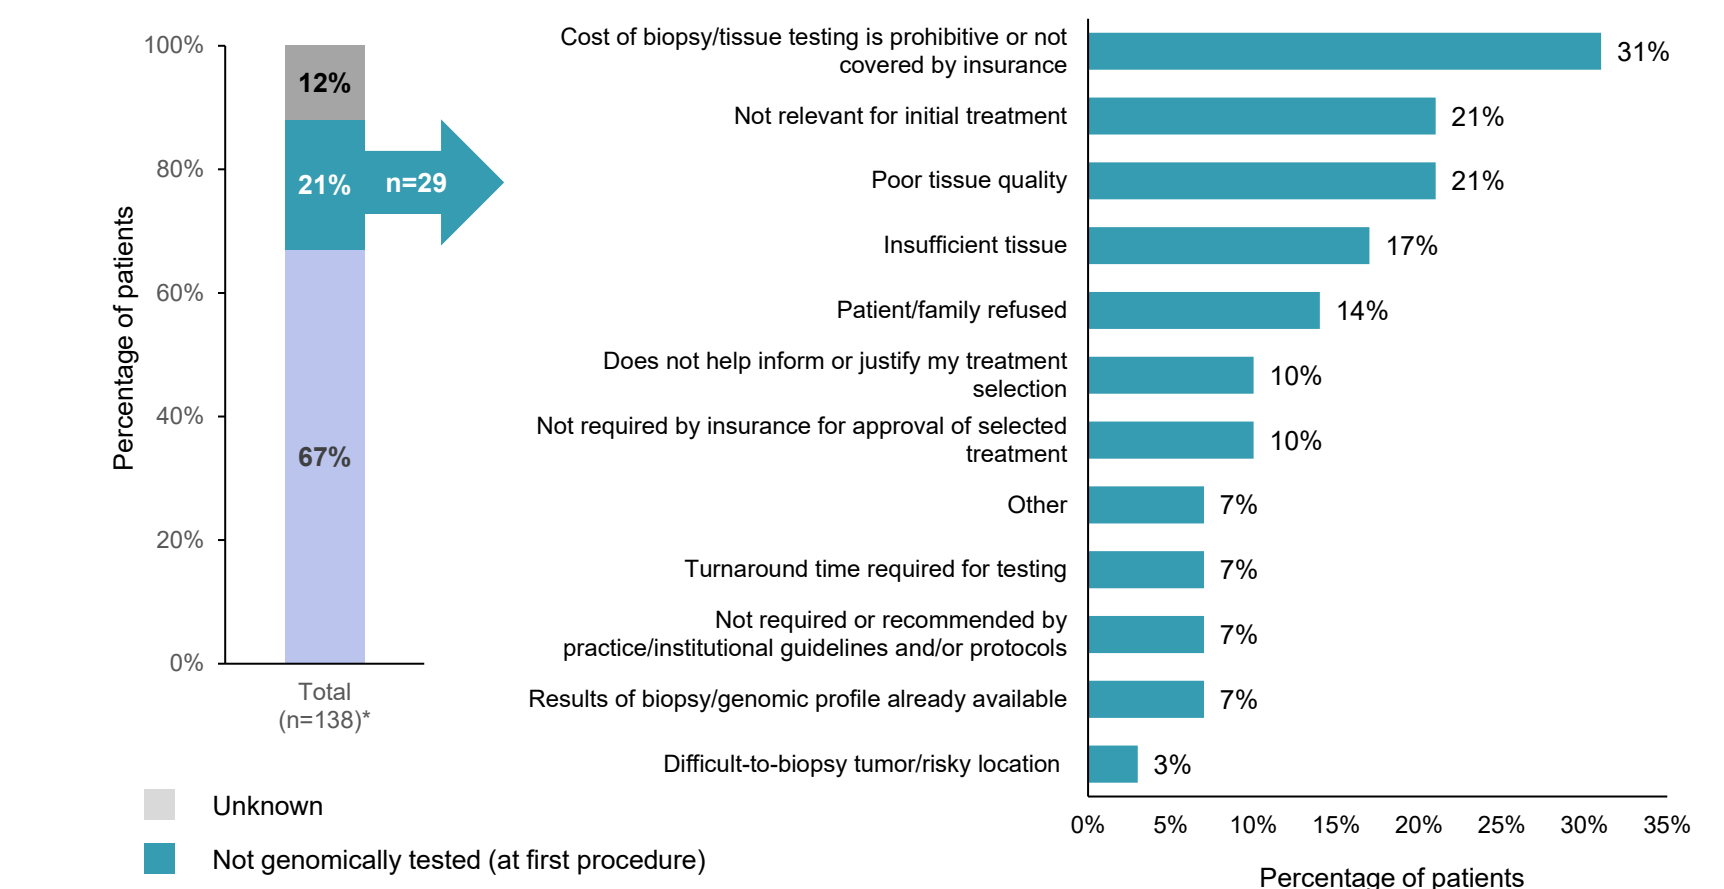 100%
80%
60%
40%
20%
0%
Percentage of patients
12%
21%
n=29
67%
Total
(n=138)*
Unknown
Not genomically tested (at first procedure)
Cost of biopsy/tissue testing is prohibitive or not
covered by insurance
31%
Not relevant for initial treatment
21%
Poor tissue quality
21%
Insufficient tissue
17%
Patient/family refused
14%
Does not help inform or justify my treatment
selection
10%
Not required by insurance for approval of selected
treatment
10%
Other
7%
Turnaround time required for testing
7%
Not required or recommended by
practice/institutional guidelines and/or protocols
7%
Results of biopsy/genomic profile already available
7%
Difficult-to-biopsy tumor/risky location
3%
0% 5% 10% 15% 20% 25% 30% 35%
Percentage of patients